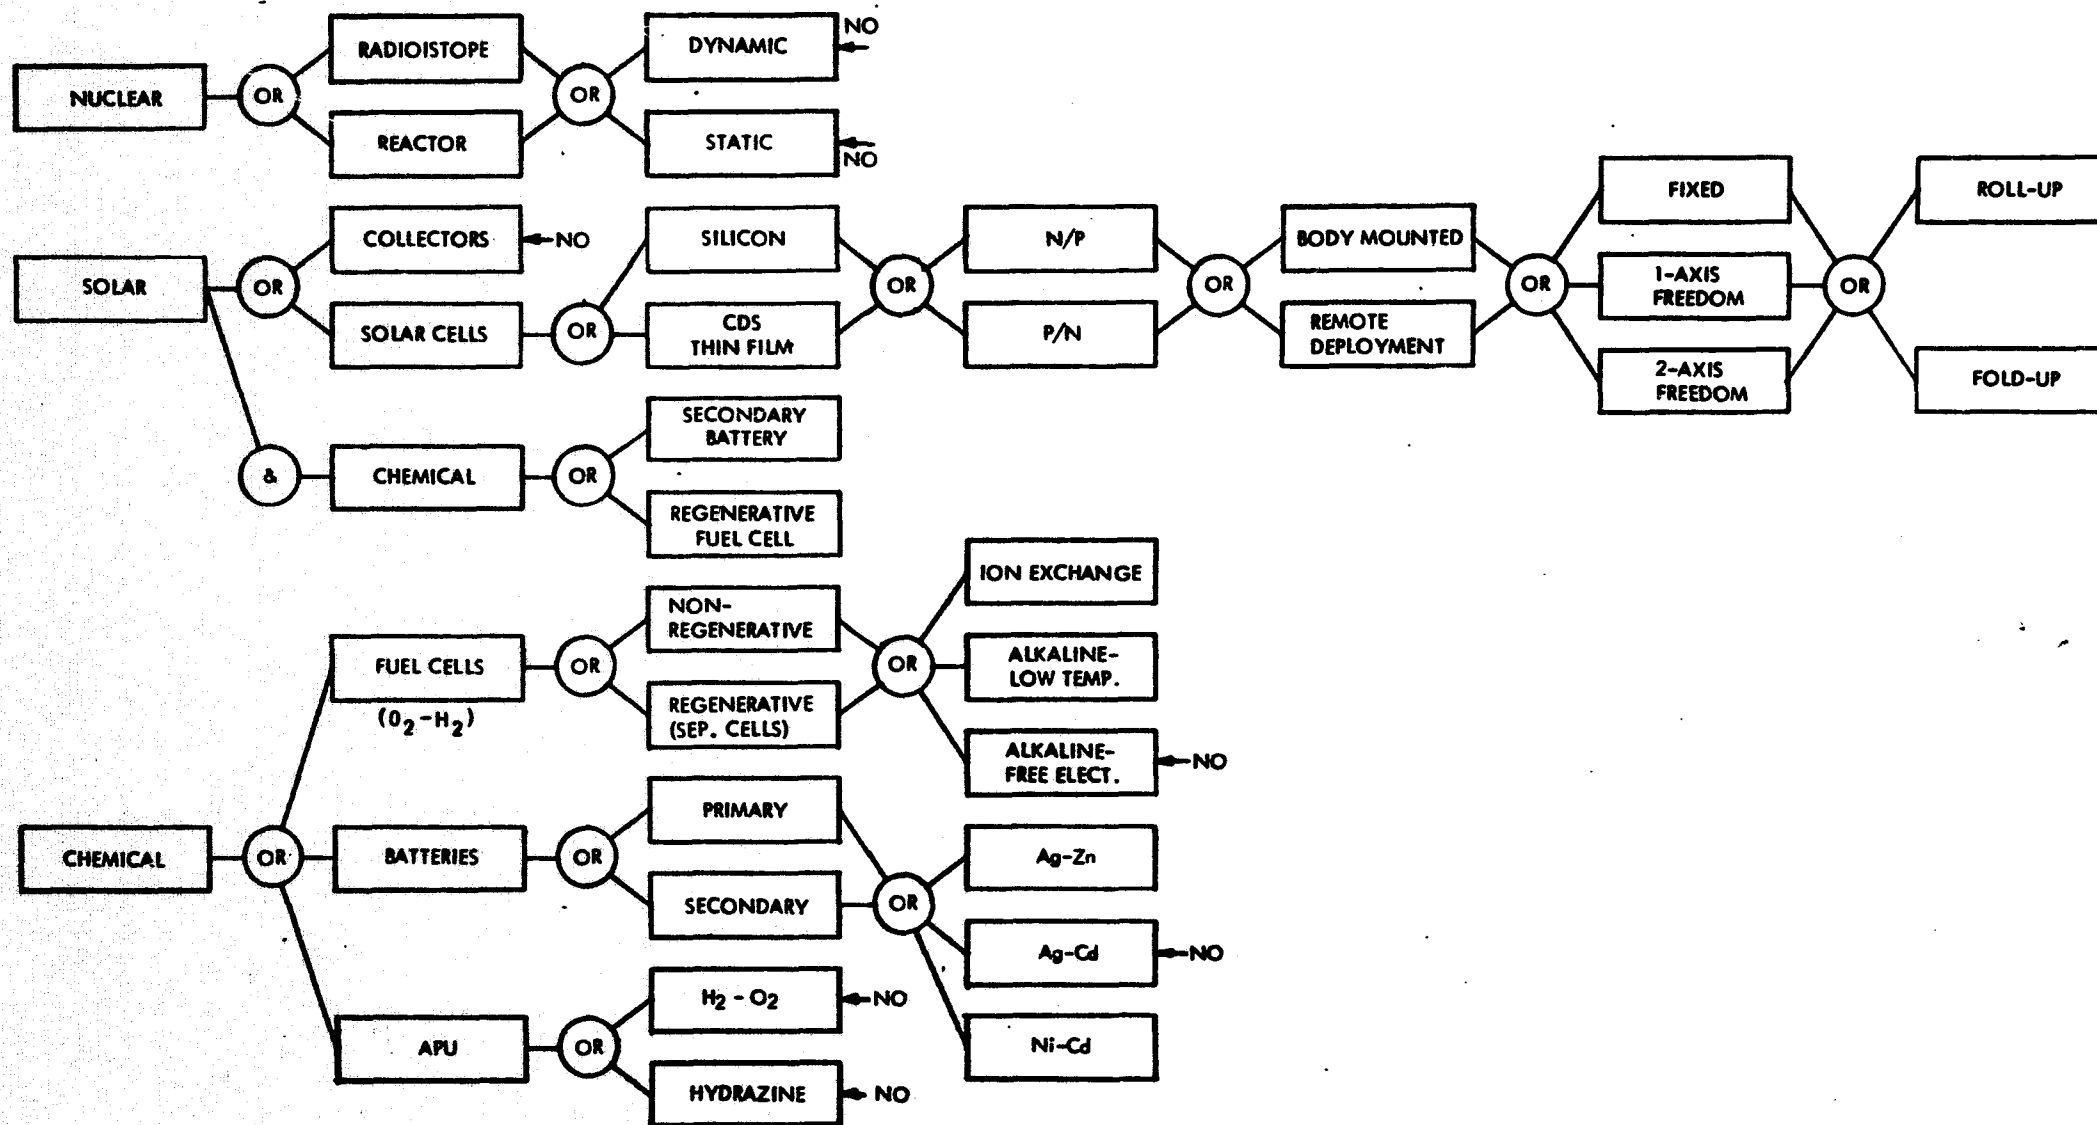 NUCLEAR
OR
RADIOISTOPE
REACTOR
OR
DYNAMIC
NO
STATIC
NO
SOLAR
OR
COLLECTORS
NO
SOLAR CELLS
OR
SILICON
CDS
THIN FILM
OR
N/P
P/N
OR
BODY MOUNTED
REMOTE
DEPLOYMENT
OR
FIXED
1-AXIS
FREEDOM
2-AXIS
FREEDOM
OR
ROLL-UP
FOLD-UP
&
CHEMICAL
OR
SECONDARY
BATTERY
REGENERATIVE
FUEL CELL
CHEMICAL
OR
FUEL CELLS
(O2-H2)
OR
NON-
REGENERATIVE
REGENERATIVE
(SEP. CELLS)
OR
ION EXCHANGE
ALKALINE-
LOW TEMP.
ALKALINE-
FREE ELECT.
NO
BATTERIES
OR
PRIMARY
SECONDARY
OR
Ag-Zn
Ag-Cd
NO
Ni-Cd
APU
OR
H2 - O2
NO
HYDRAZINE
NO